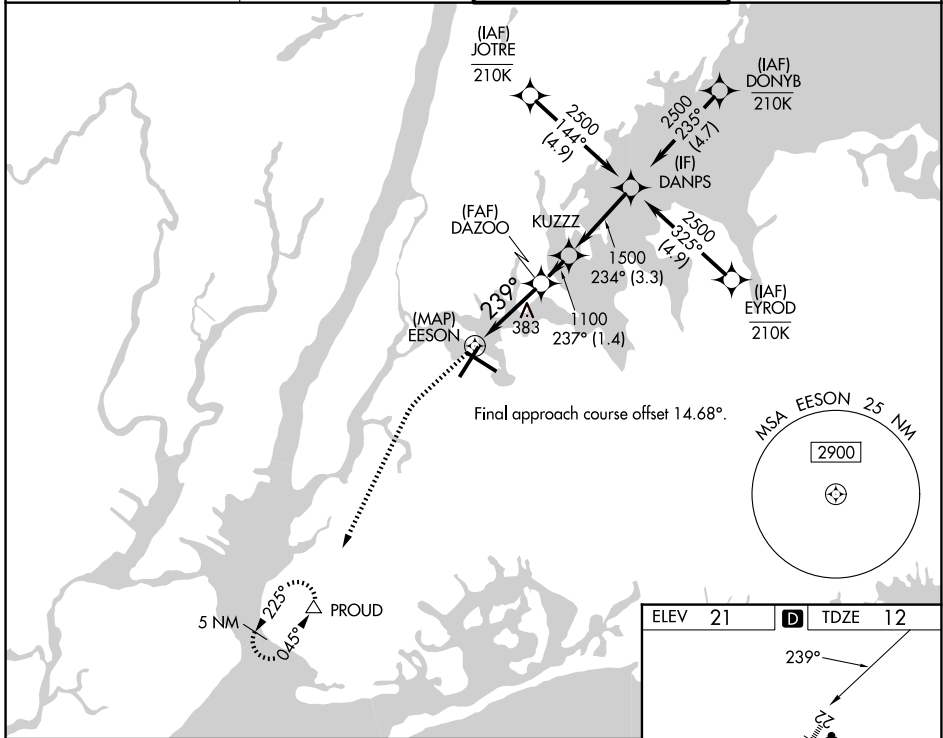 (IAF)
JOTRE
210K
(IAF)
DONYB
210K
2500
144°
(4.9)
2500
235°
(4.7)
(IF)
DANPS
(FAF)
DAZOO
KUZZZ
2500
325°
(4.9)
1500
234° (3.3)
(IAF)
EYROD
210K
239°
383
1100
237° (1.4)
(MAP)
EESON
Final approach course offset 14.68°.
MSA EESON 25 NM
2900
225°
045°
5 NM
PROUD
ELEV 21 D TDZE 12
239°
22